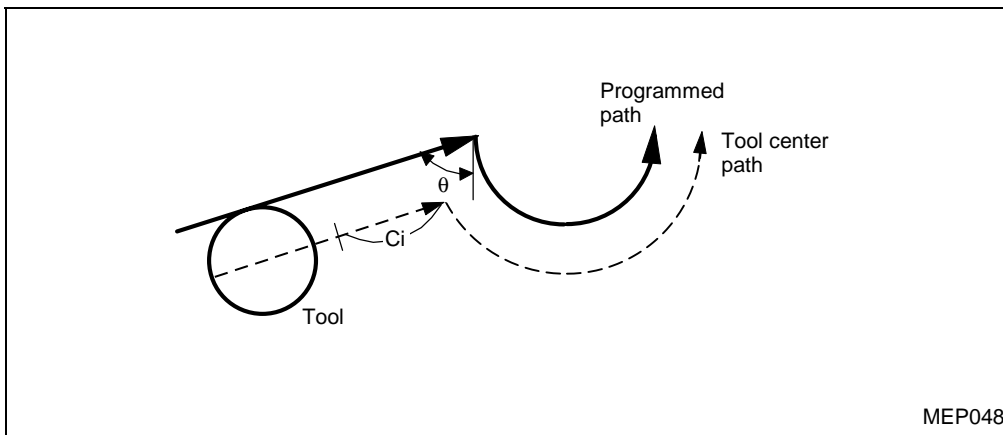 Programmed
path
Tool center
path
θ
Ci
Tool
MEP048